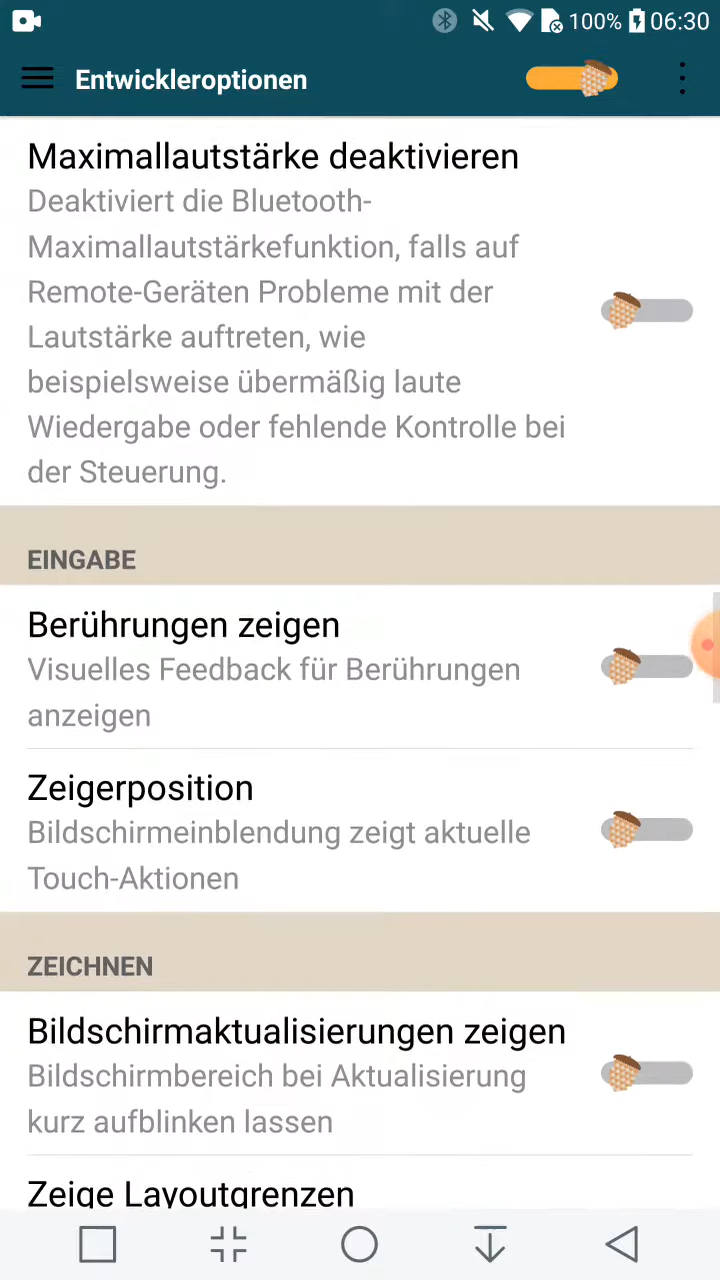 100% 06:30
Entwickleroptionen
Maximallautstärke deaktivieren
Deaktiviert die Bluetooth-
Maximallautstärkefunktion, falls auf
Remote-Geräten Probleme mit der
Lautstärke auftreten, wie
beispielsweise übermäßig laute
Wiedergabe oder fehlende Kontrolle bei
der Steuerung.
EINGABE
Berührungen zeigen
Visuelles Feedback für Berührungen
anzeigen
Zeigerposition
Bildschirmeinblendung zeigt aktuelle
Touch-Aktionen
ZEICHNEN
Bildschirmaktualisierungen zeigen
Bildschirmbereich bei Aktualisierung
kurz aufblinken lassen
Zeige Layoutgrenzen